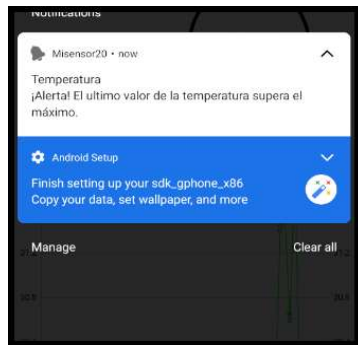 Notifications
Misensor20 • now
Temperatura
¡Alerta! El ultimo valor de la temperatura supera el
máximo.
Android Setup
Finish setting up your sdk_gphone_x86
Copy your data, set wallpaper, and more
Manage
Clear all